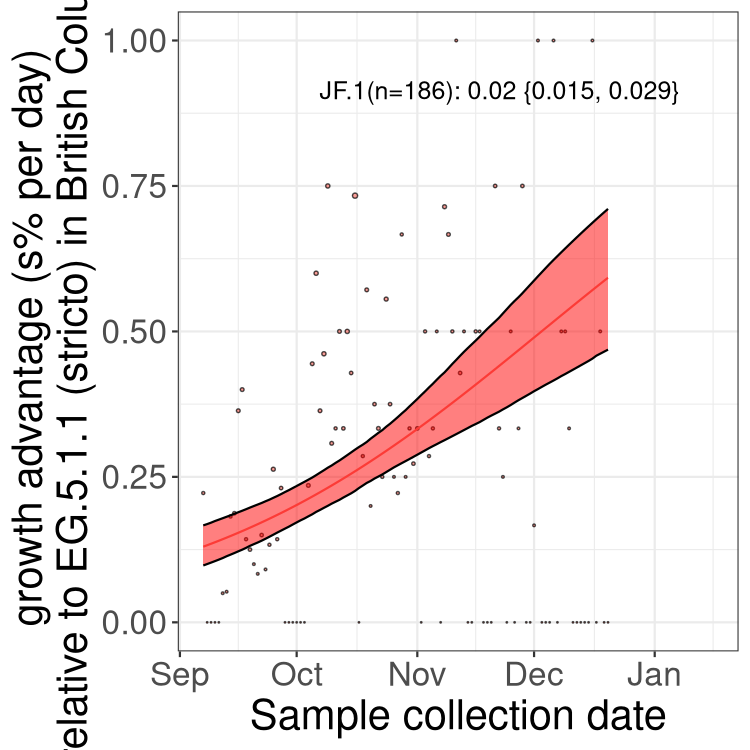 growth advantage (s% per day)
relative to EG.5.1.1 (stricto) in British Colu
1.00
0.75
0.50
0.25
0.00
JF.1(n=186): 0.02 {0.015, 0.029}
Sep Oct Nov Dec Jan
Sample collection date